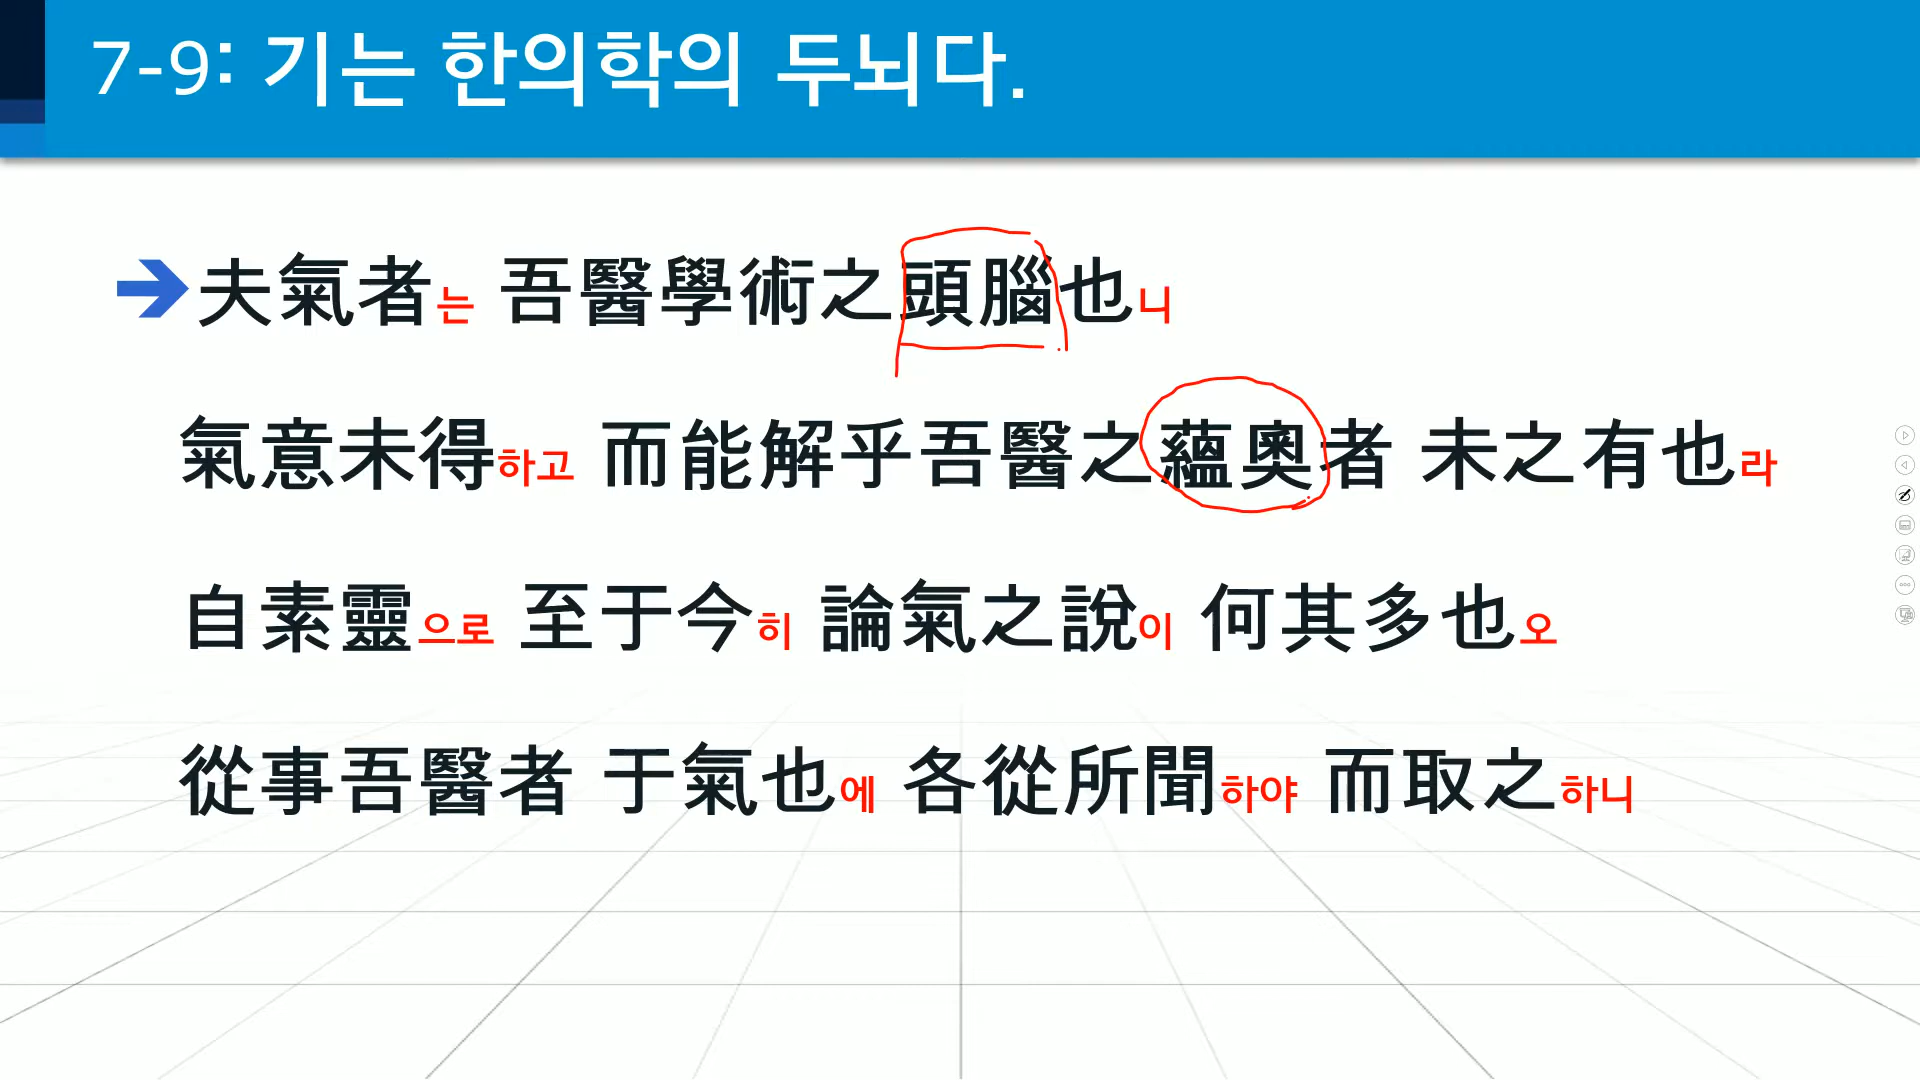 7-9: 기는 한의학의 두뇌다.
夫氣者는 吾醫學術之頭腦也니
氣意未得하고 而能解乎吾醫之蘊奧者 未之有也라
自素靈으로 至于今히 論氣之說이 何其多也오
從事吾醫者 于氣也에 各從所聞하야 而取之하니